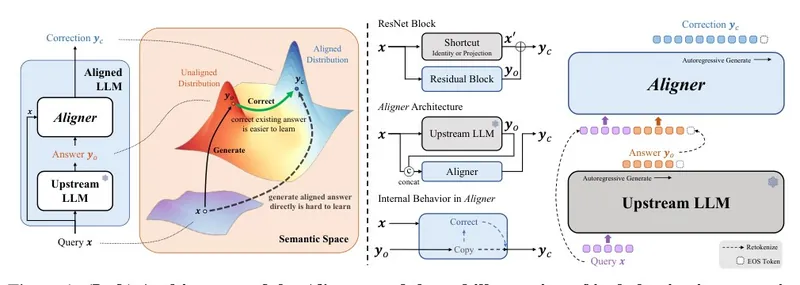 Correction y_c
Aligned
LLM
x
Aligner
Answer y_o
Upstream
LLM
Query x
Unaligned
Distribution
Aligned
Distribution
y_o
y_c
Correct
correct existing answer
is easier to learn
Generate
x
generate aligned answer
directly is hard to learn
Semantic Space
ResNet Block
x
Shortcut
Identity or Projection
x′
Residual Block
y_o
y_c
Aligner Architecture
x
Upstream LLM
y_o
y_c
C
concat
Aligner
Internal Behavior in Aligner
x
Correct
y_o
Copy
y_c
Correction y_c
Autoregressive Generate
Aligner
Answer y_o
Autoregressive Generate
Upstream LLM
Query x
Retokenize
EOS Token